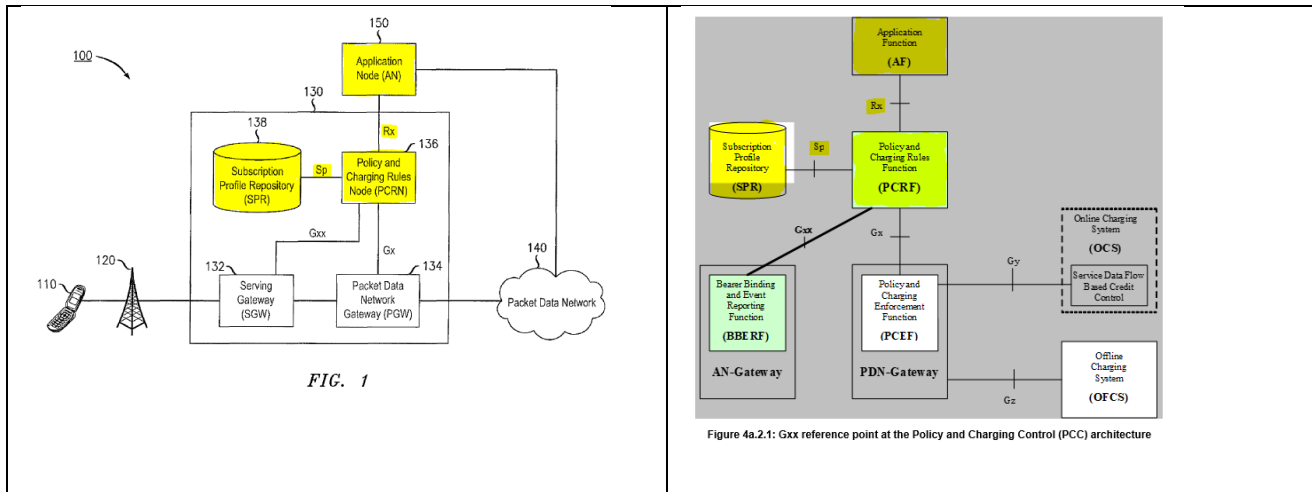 150
100
Application
Node (AN)
130
138
Rx
136
Subscription
Profile Repository
(SPR)
Sp
Policy and
Charging Rules
Node (PCRN)
Gxx
Gx
110
120
132
Serving
Gateway
(SGW)
134
Packet Data
Network
Gateway (PGW)
140
Packet Data Network
FIG. 1
Application
Function
(AF)
Rx
Subscription
Profile
Repository
(SPR)
Sp
Policy and
Charging Rules
Function
(PCRF)
Gxx
Gx
Online Charging
System
(OCS)
Service Data Flow
Based Credit
Control
Gy
Bearer Binding
and Event
Reporting
Function
(BBERF)
AN-Gateway
Policy and
Charging
Enforcement
Function
(PCEF)
PDN-Gateway
Gz
Offline
Charging
System
(OFCS)
Figure 4a.2.1: Gxx reference point at the Policy and Charging Control (PCC) architecture